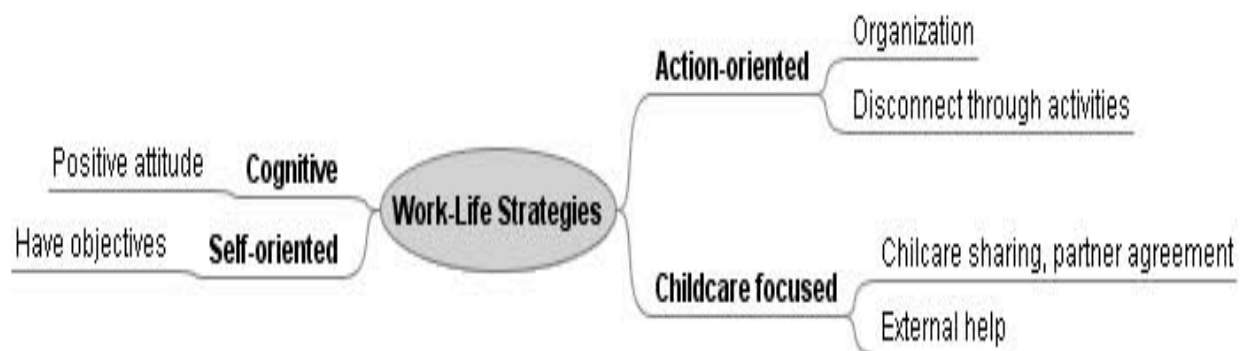 Organization
Action-oriented
Disconnect through activities
Positive attitude
Cognitive
Work-Life Strategies
Have objectives
Self-oriented
Chilcare sharing, partner agreement
Childcare focused
External help